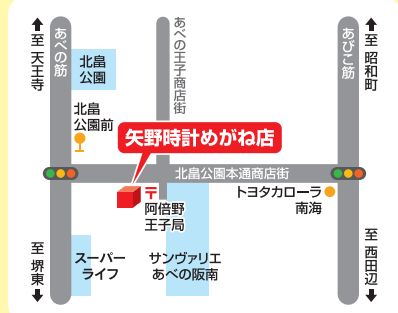 至 天王寺
あべの筋
北畠
公園
あべの王子商店街
あびこ筋
至 昭和町
北畠
公園前
矢野時計めがね店
北畠公園本通商店街
〒
阿倍野
王子局
トヨタカローラ
南海
至 堺東
スーパー
ライフ
サンヴァリエ
あべの阪南
至 西田辺